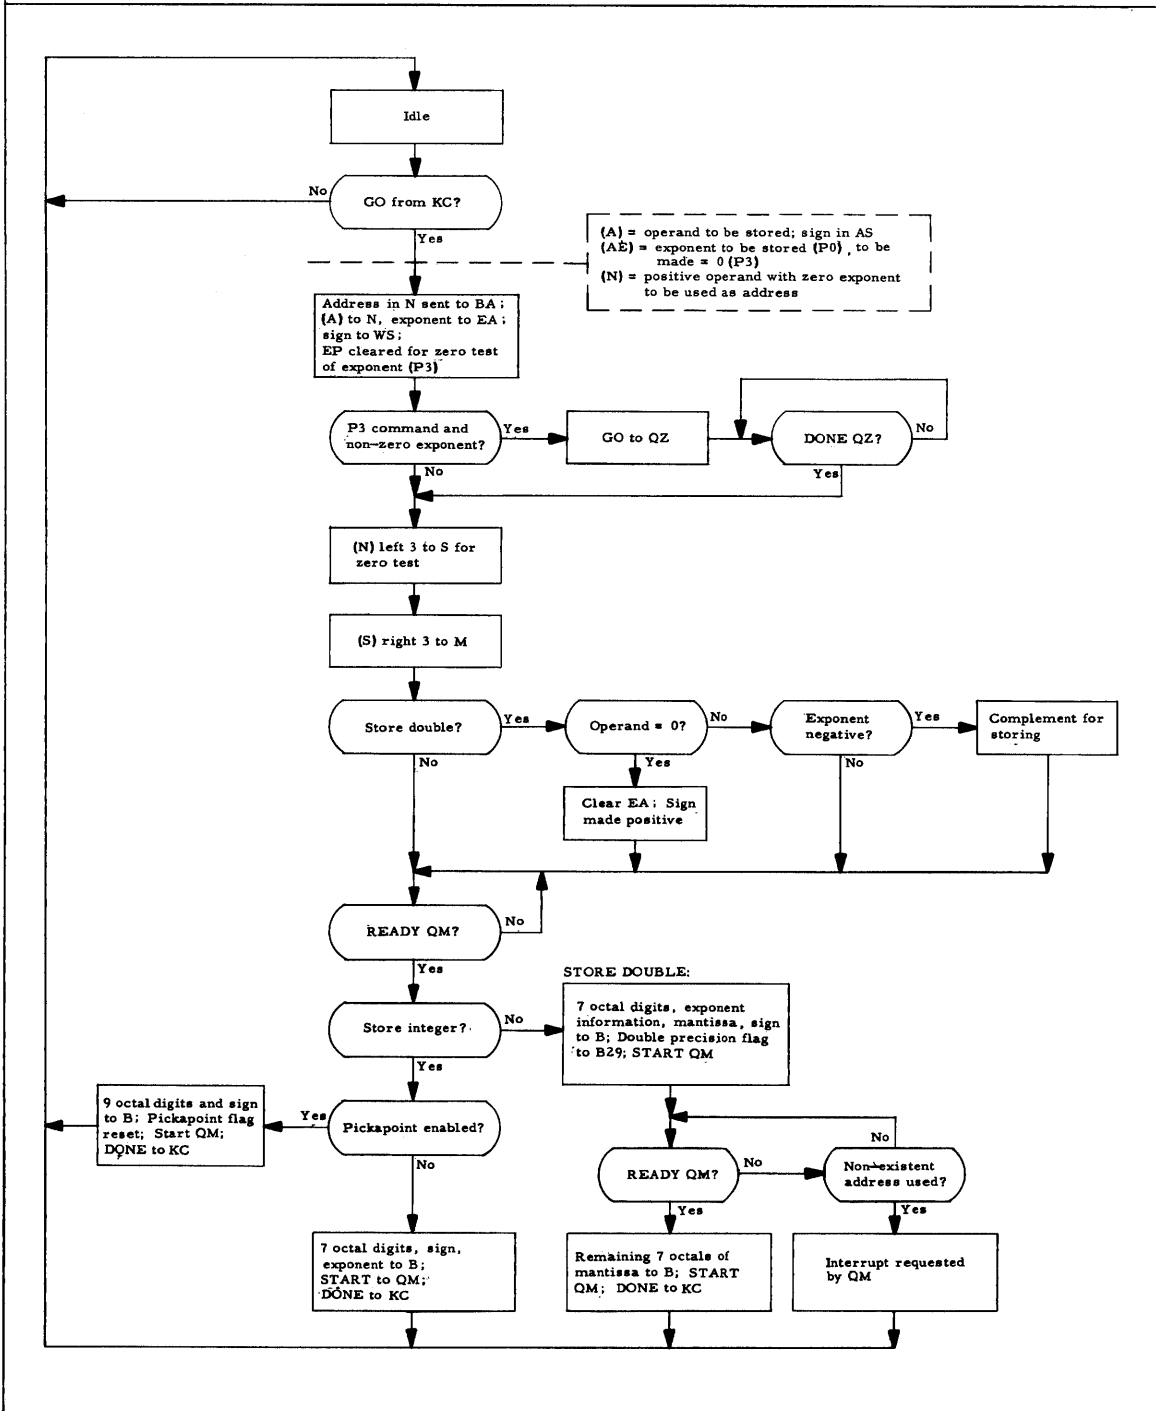 Idle
No
GO from KC?
Yes
(A) = operand to be stored; sign in AS
(AE) = exponent to be stored (P0), to be
made = 0 (P3)
(N) = positive operand with zero exponent
to be used as address
Address in N sent to BA;
(A) to N, exponent to EA;
sign to WS;
EP cleared for zero test
of exponent (P3)
P3 command and
non-zero exponent?
Yes
GO to QZ
DONE QZ?
No
No
Yes
(N) left 3 to S for
zero test
(S) right 3 to M
Store double?
Yes
Operand = 0?
No
Exponent
negative?
Yes
Complement for
storing
No
Yes
No
Clear EA; Sign
made positive
READY QM?
No
Yes
STORE DOUBLE:
Store integer?
No
7 octal digits, exponent
information, mantissa, sign
to B; Double precision flag
to B29; START QM
Yes
9 octal digits and sign
to B; Pickapoint flag
reset; Start QM;
DONE to KC
Yes
Pickapoint enabled?
No
No
READY QM?
No
Non-existent
address used?
Yes
Yes
7 octal digits, sign,
exponent to B;
START to QM;
DONE to KC
Remaining 7 octals of
mantissa to B; START
QM; DONE to KC
Interrupt requested
by QM